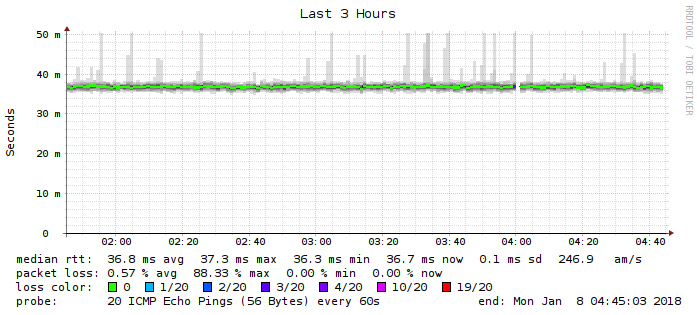 Last 3 Hours
RRDTOOL / TOBI OETIKER
Seconds
50 m
40 m
30 m
20 m
10 m
0
02:00 02:20 02:40 03:00 03:20 03:40 04:00 04:20 04:40
median rtt: 36.8 ms avg 37.3 ms max 36.3 ms min 36.7 ms now 0.1 ms sd 246.9 am/s
packet loss: 0.57 % avg 88.33 % max 0.00 % min 0.00 % now
loss color: 0 1/20 2/20 3/20 4/20 10/20 19/20
probe: 20 ICMP Echo Pings (56 Bytes) every 60s end: Mon Jan 8 04:45:03 2018